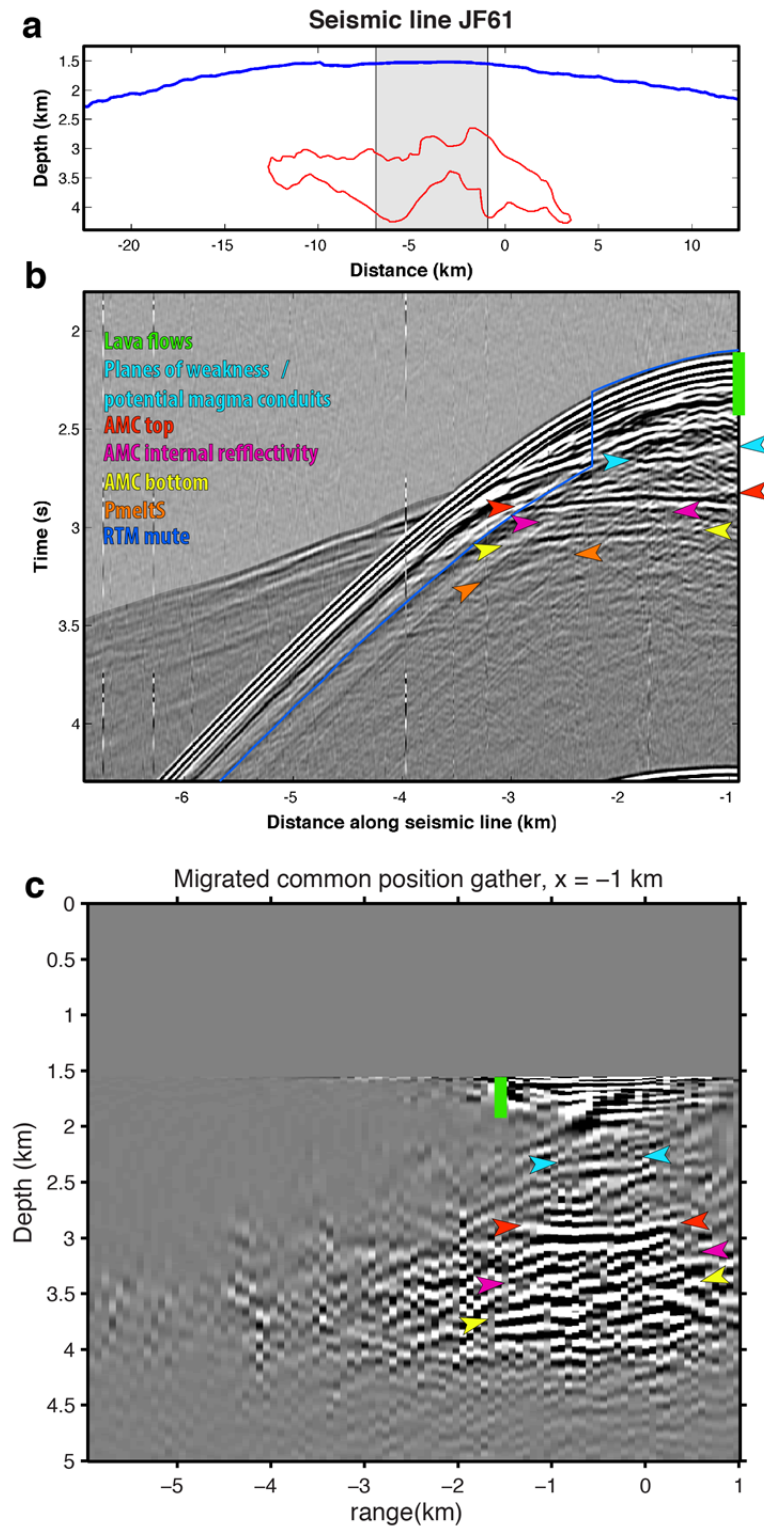 a
Seismic line JF61
1.5
2
2.5
3
3.5
4
Depth (km)
-20 -15 -10 -5 0 5 10
Distance (km)
b
Lava flows
Planes of weakness /
potential magma conduits
AMC top
AMC internal refflectivity
AMC bottom
PmeltS
RTM mute
2
2.5
3
3.5
4
Time (s)
-6 -5 -4 -3 -2 -1
Distance along seismic line (km)
c
Migrated common position gather, x = −1 km
0
0.5
1
1.5
2
2.5
3
3.5
4
4.5
5
Depth (km)
−5 −4 −3 −2 −1 0 1
range(km)